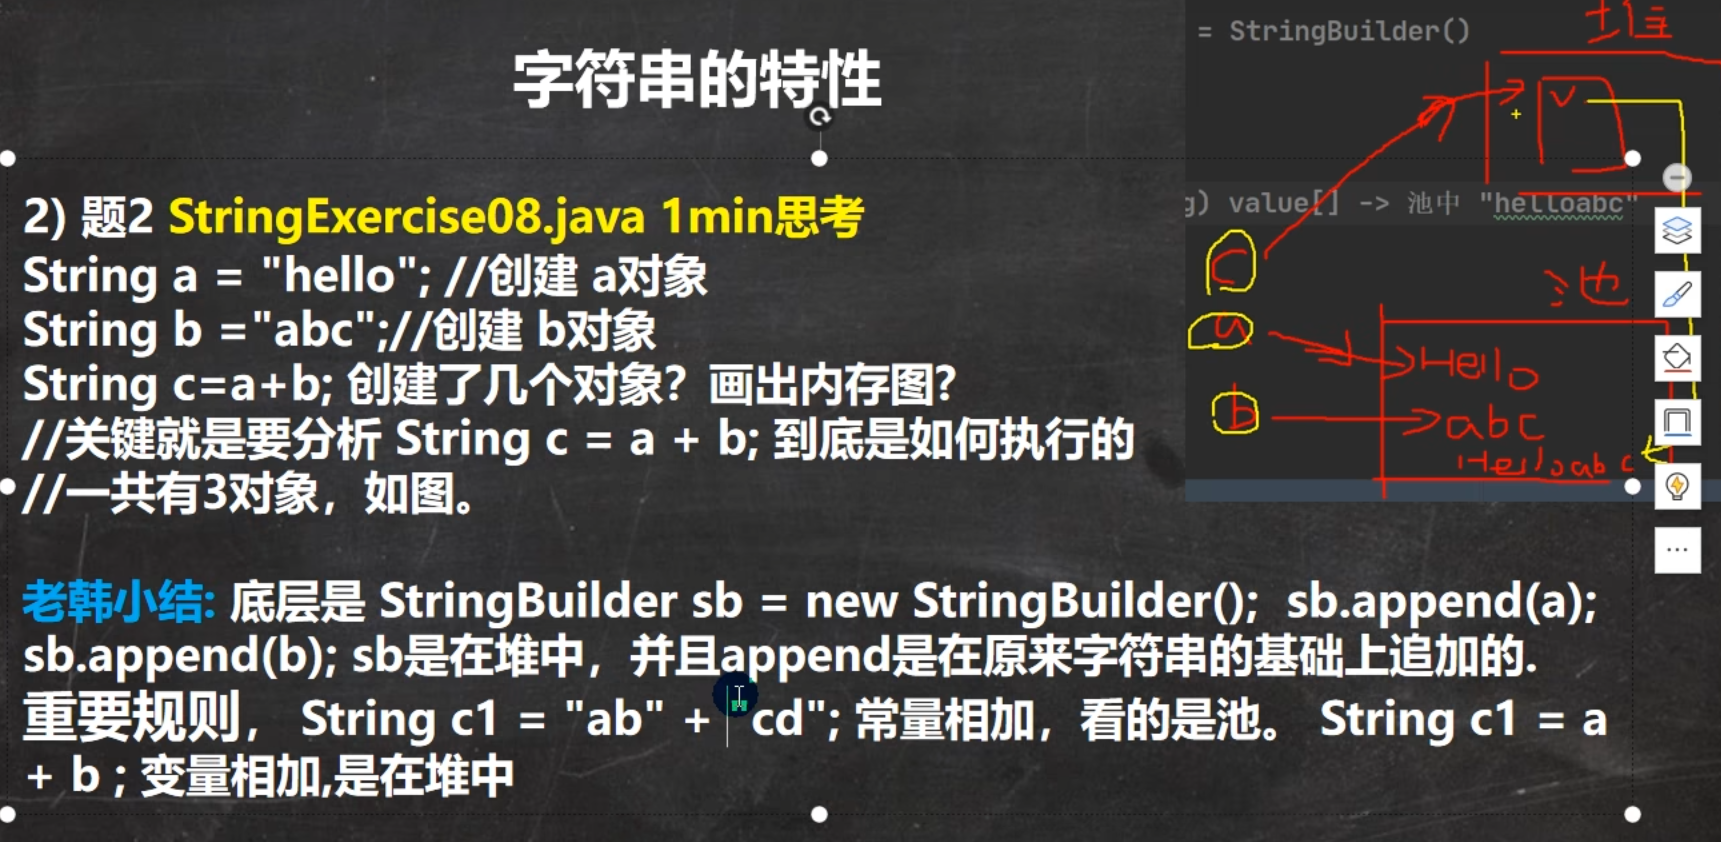 字符串的特性
= StringBuilder()
堆
v
g) value[] -> 池中 "helloabc"
2) 题2 StringExercise08.java 1min思考
String a = "hello"; //创建 a对象
String b ="abc";//创建 b对象
String c=a+b; 创建了几个对象？画出内存图？
//关键就是要分析 String c = a + b; 到底是如何执行的
//一共有3对象，如图。
c
池
a
Hello
b
abc
Helloabc
老韩小结: 底层是 StringBuilder sb = new StringBuilder(); sb.append(a);
sb.append(b); sb是在堆中，并且append是在原来字符串的基础上追加的.
重要规则， String c1 = "ab" + "cd"; 常量相加，看的是池。 String c1 = a
+ b ; 变量相加,是在堆中